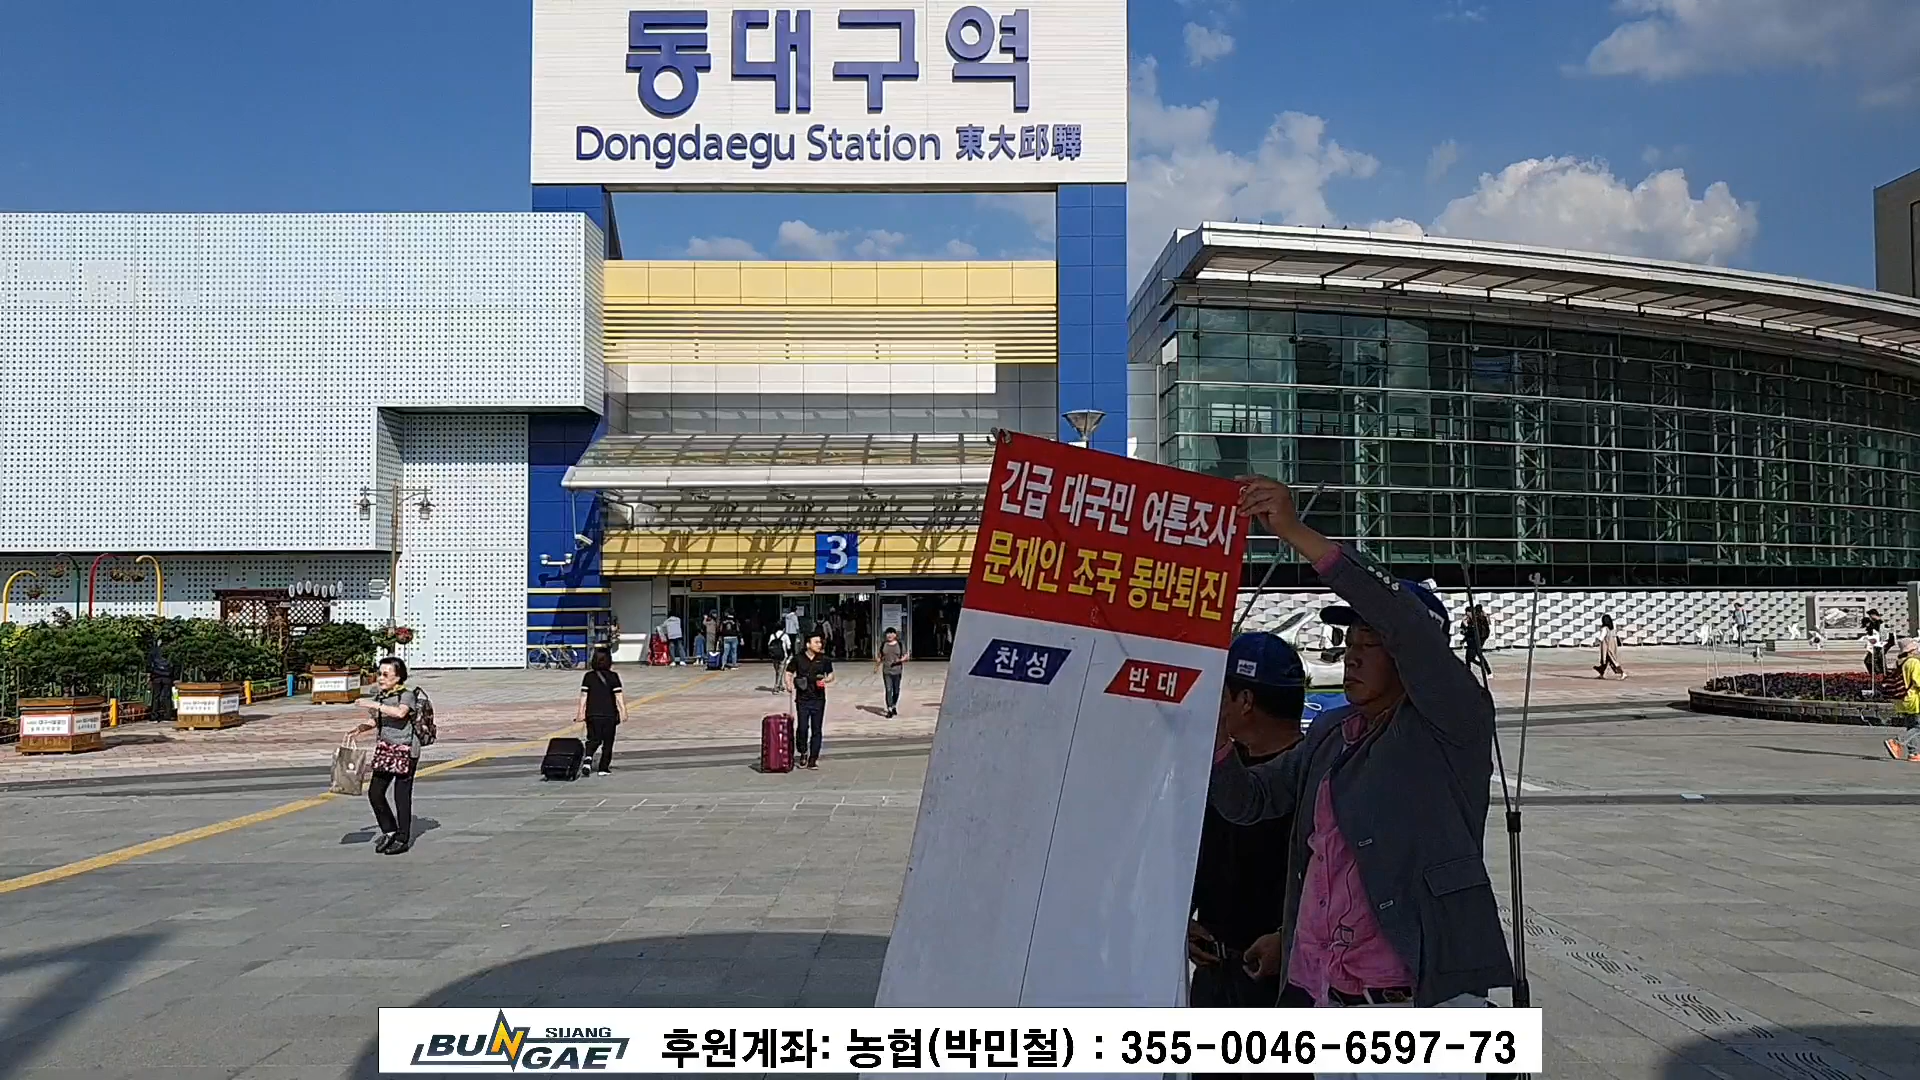 동대구역
Dongdaegu Station 東大邱驛
3
3
긴급 대국민 여론조사
문재인 조국 동반퇴진
찬성
반대
BUNGAE SIJANG
후원계좌: 농협(박민철) : 355-0046-6597-73